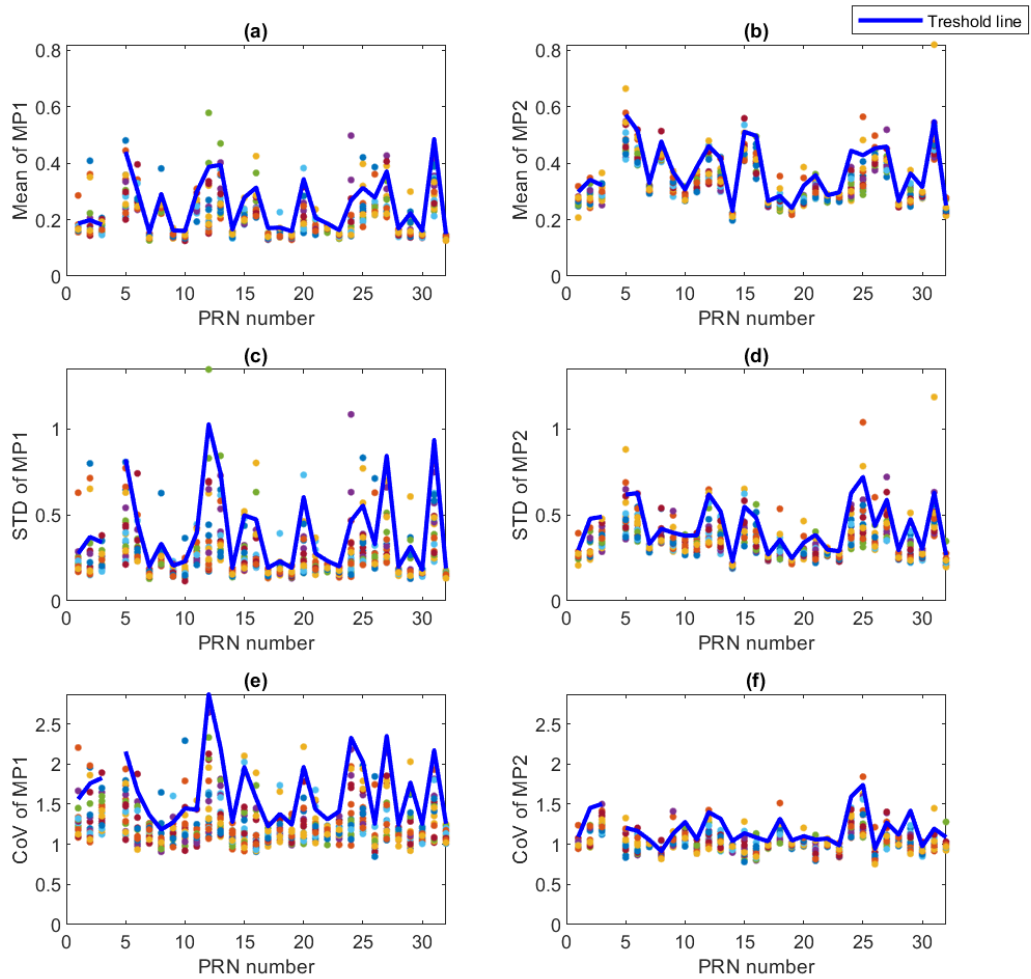 Treshold line
(a)
Mean of MP1
0.8
0.6
0.4
0.2
0
0 5 10 15 20 25 30
PRN number
(b)
Mean of MP2
0.8
0.6
0.4
0.2
0
0 5 10 15 20 25 30
PRN number
(c)
STD of MP1
1
0.5
0
0 5 10 15 20 25 30
PRN number
(d)
STD of MP2
1
0.5
0
0 5 10 15 20 25 30
PRN number
(e)
CoV of MP1
2.5
2
1.5
1
0.5
0
0 5 10 15 20 25 30
PRN number
(f)
CoV of MP2
2.5
2
1.5
1
0.5
0
0 5 10 15 20 25 30
PRN number